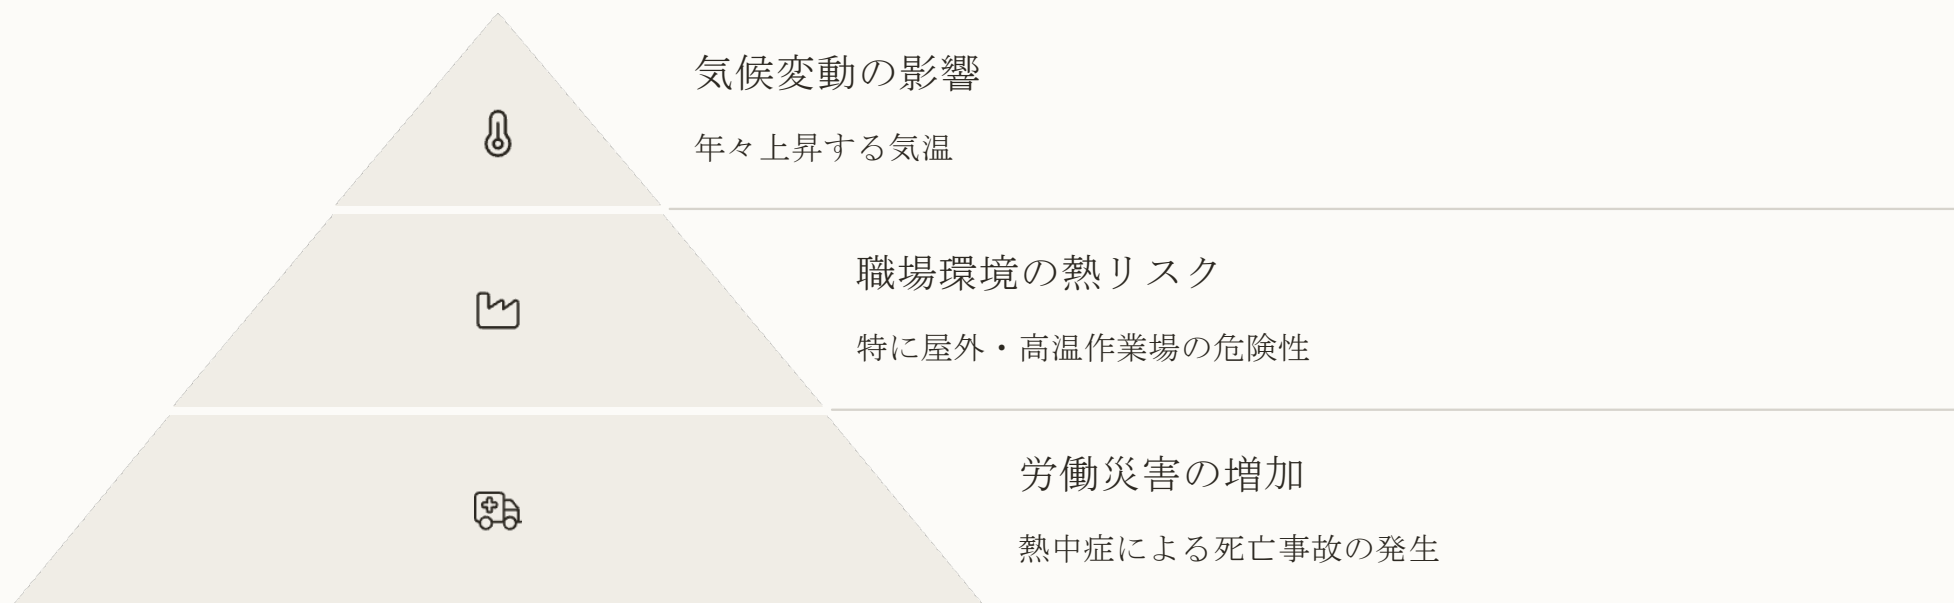 気候変動の影響
年々上昇する気温
職場環境の熱リスク
特に屋外・高温作業場の危険性
労働災害の増加
熱中症による死亡事故の発生